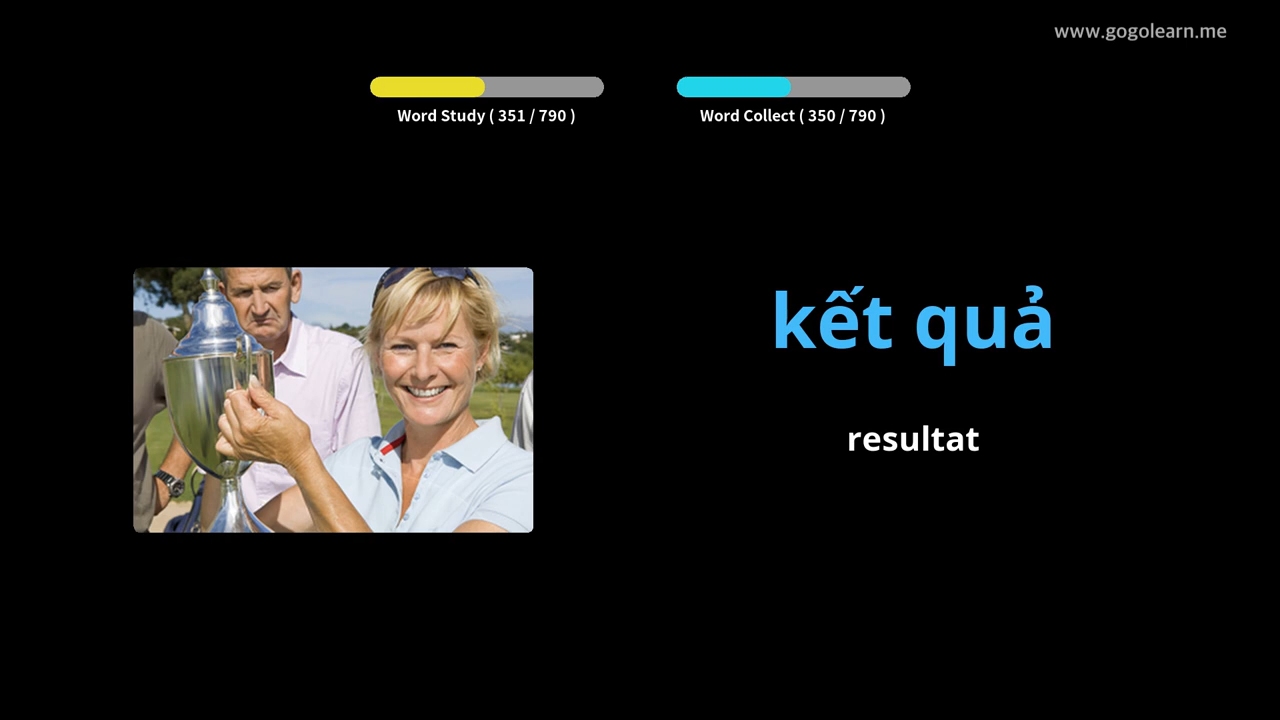 www.gogolearn.me
Word Study ( 351 / 790 )
Word Collect ( 350 / 790 )
kết quả
resultat